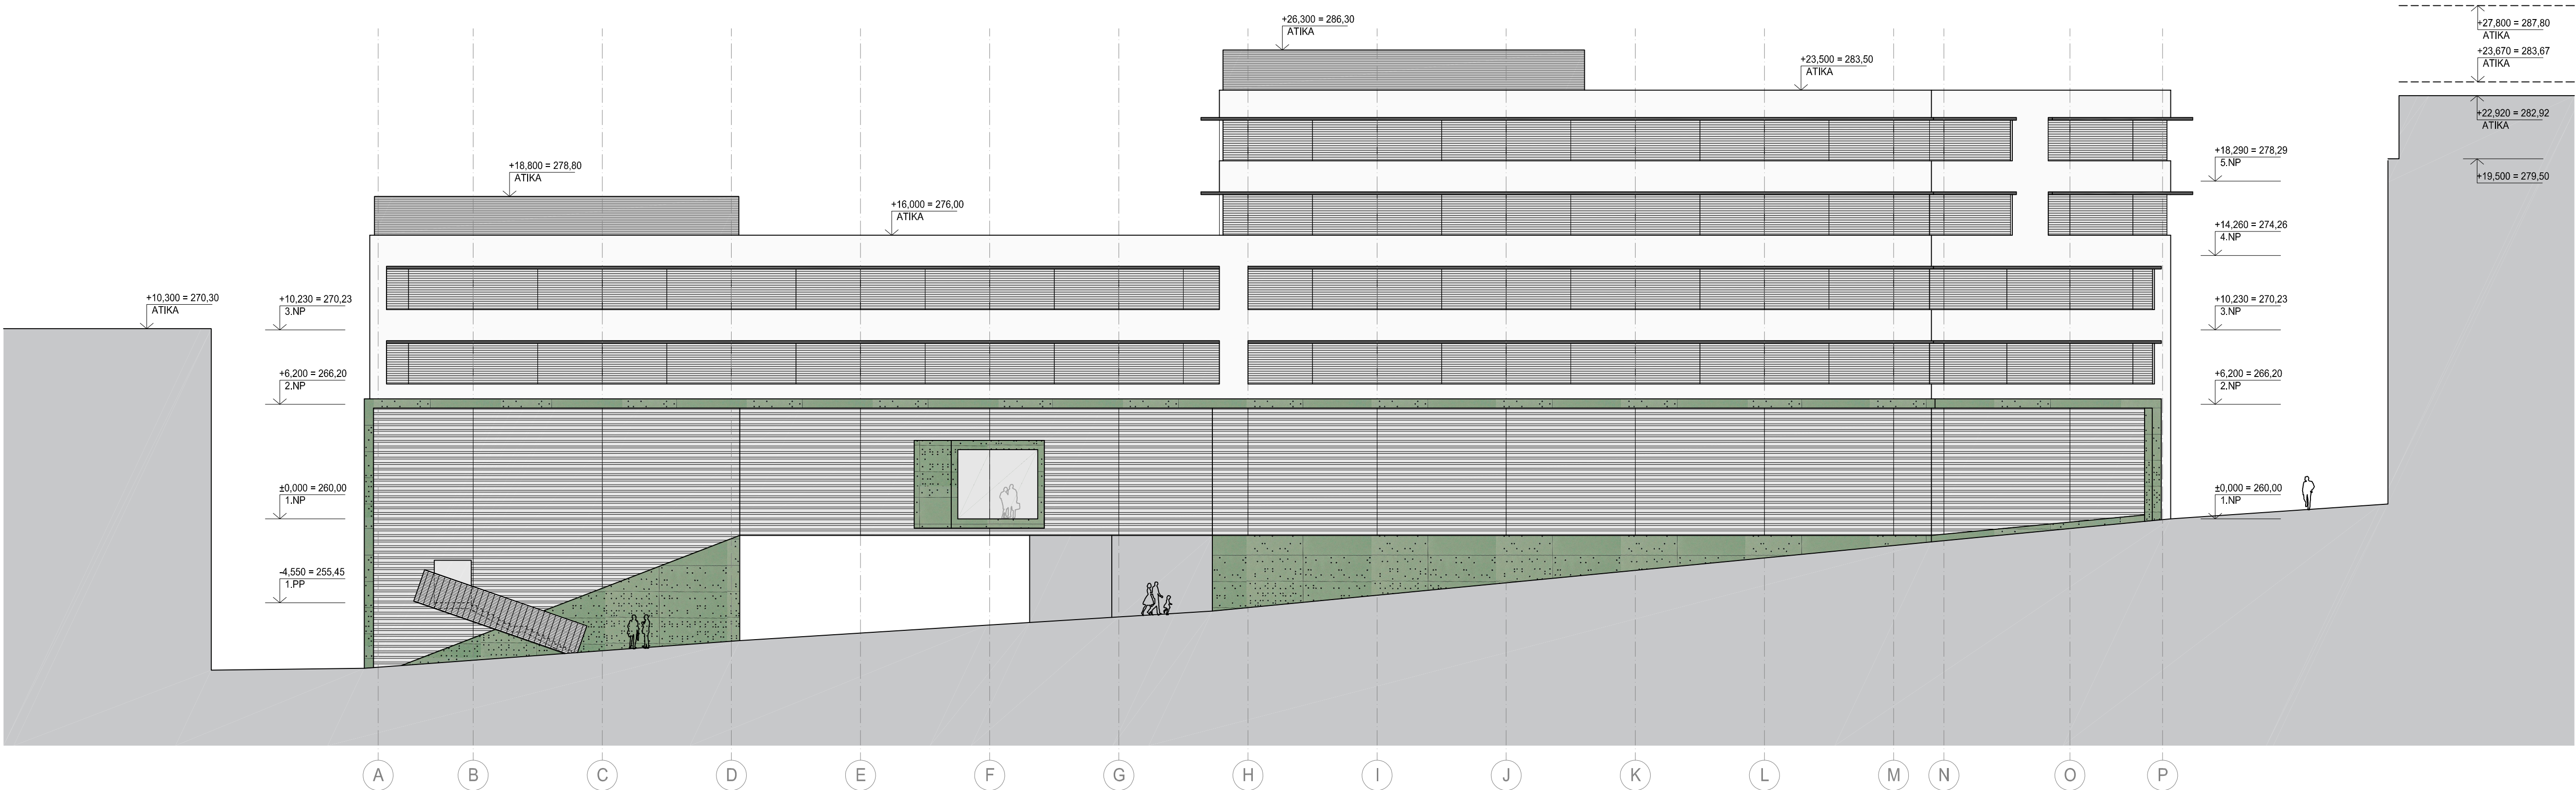 +27,800 = 287,80
ATIKA
+26,300 = 286,30
ATIKA
+23,670 = 283,67
ATIKA
+23,500 = 283,50
ATIKA
+22,920 = 282,92
ATIKA
+18,290 = 278,29
5.NP
+18,800 = 278,80
ATIKA
+19,500 = 279,50
+16,000 = 276,00
ATIKA
+14,260 = 274,26
4.NP
+10,300 = 270,30
ATIKA
+10,230 = 270,23
3.NP
+10,230 = 270,23
3.NP
+6,200 = 266,20
2.NP
+6,200 = 266,20
2.NP
±0,000 = 260,00
1.NP
±0,000 = 260,00
1.NP
-4,550 = 255,45
1.PP
A B C D E F G H I J K L M N O P